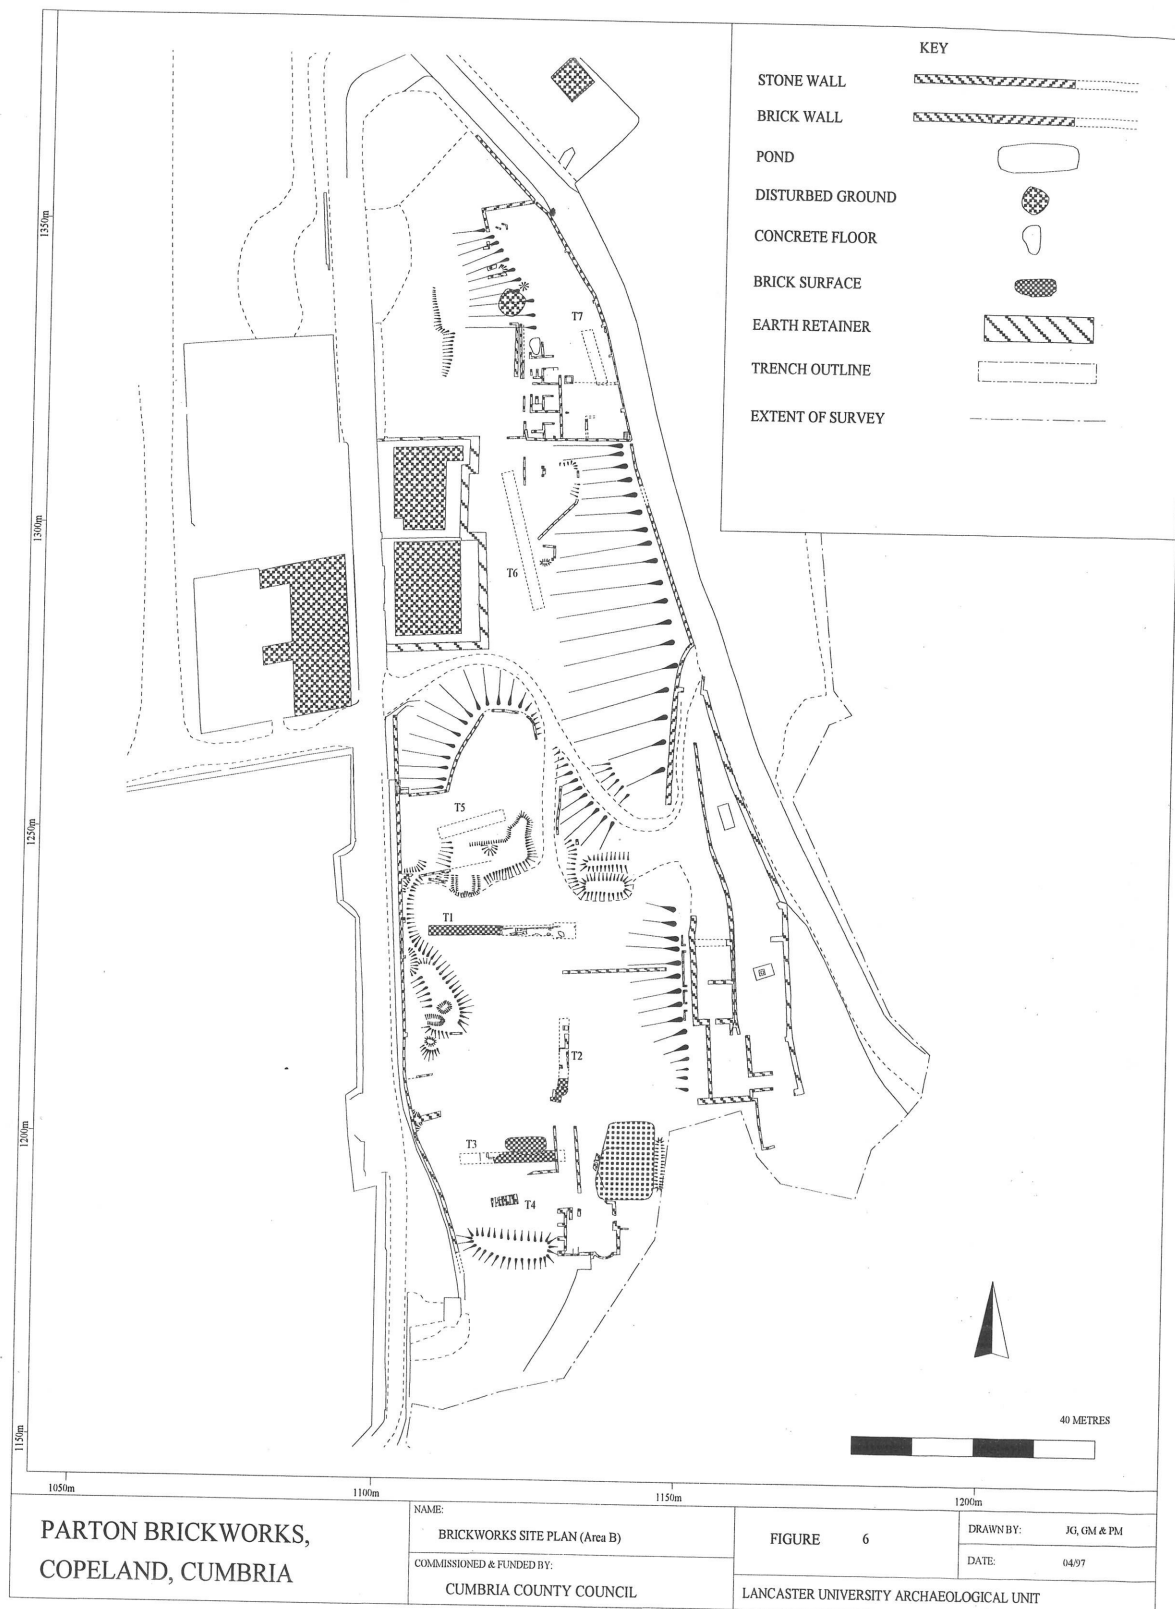 KEY
STONE WALL
BRICK WALL
POND
DISTURBED GROUND
CONCRETE FLOOR
BRICK SURFACE
EARTH RETAINER
TRENCH OUTLINE
EXTENT OF SURVEY
1350m
1300m
1250m
1200m
1150m
T7
T6
T5
T1
T2
T3
T4
40 METRES
1050m
1100m
1150m
1200m
PARTON BRICKWORKS,
COPELAND, CUMBRIA
NAME:
BRICKWORKS SITE PLAN (Area B)
COMMISSIONED & FUNDED BY:
CUMBRIA COUNTY COUNCIL
FIGURE 6
DRAWN BY: JG, GM & PM
DATE: 04/97
LANCASTER UNIVERSITY ARCHAEOLOGICAL UNIT